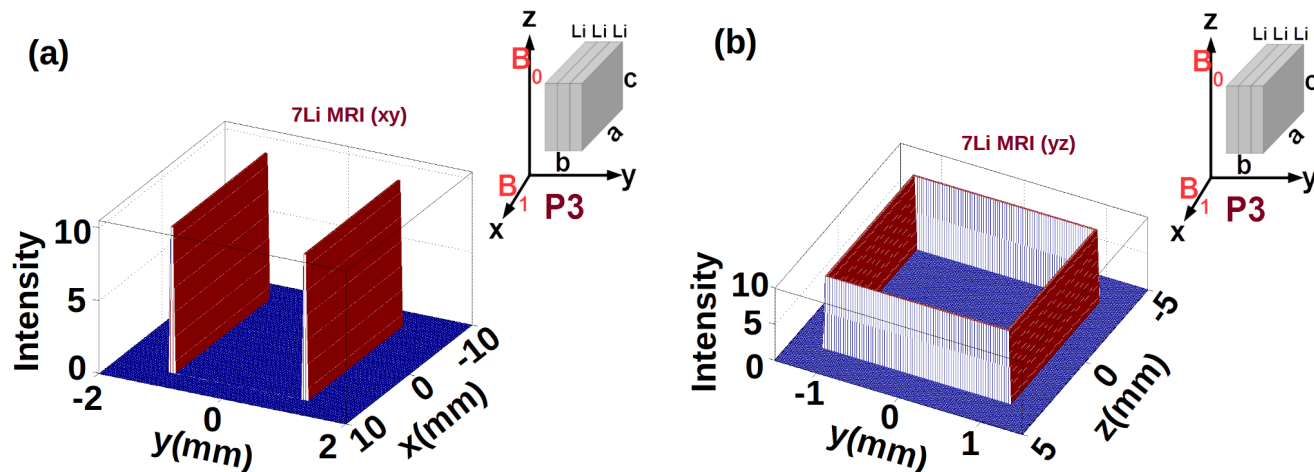 (a)
7Li MRI (xy)
Intensity
10
5
0
-2
0
2
y(mm)
10
0
-10
x(mm)
z
B0
Li Li Li
c
a
b
y
B1
P3
x
(b)
7Li MRI (yz)
Intensity
10
5
0
-1
0
1
y(mm)
5
0
-5
z(mm)
z
B0
Li Li Li
c
a
b
y
B1
P3
x